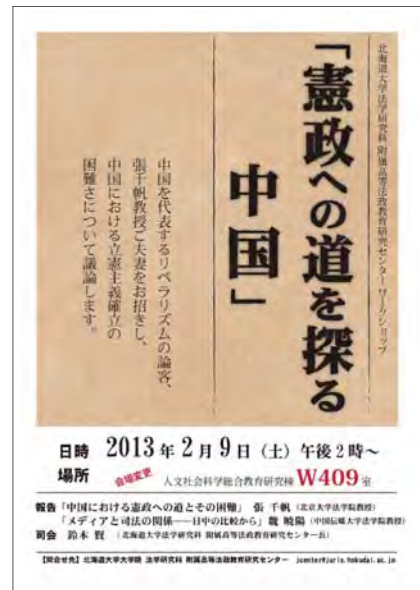 北海道大学法学研究科 附属高等法政教育研究センター ワークショップ
「憲政への道を探る
中国」
中国を代表するリベラリズムの論客、
張千帆教授ご夫妻をお招きし、
中国における立憲主義確立の
困難さについて議論します。
日時 2013年2月9日（土）午後2時～
場所 会場変更 人文社会科学総合教育研究棟 W409室
報告「中国における憲政への道とその困難」 張 千帆（北京大学法学院教授）
「メディアと司法の関係――日中の比較から」 魏 暁陽（中国伝媒大学法学院教授）
司会 鈴木 賢（北海道大学法学研究科 附属高等法政教育研究センター長）
【問合せ先】北海道大学大学院 法学研究科 附属高等法政教育研究センター jcenter@juris.hokudai.ac.jp